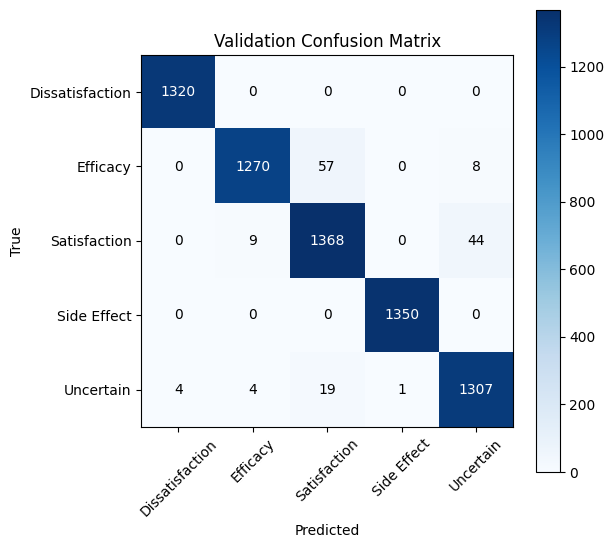 Validation Confusion Matrix
Dissatisfaction 1320 0 0 0 0
Efficacy 0 1270 57 0 8
Satisfaction 0 9 1368 0 44
Side Effect 0 0 0 1350 0
Uncertain 4 4 19 1 1307
True
Dissatisfaction Efficacy Satisfaction Side Effect Uncertain
Predicted
1200
1000
800
600
400
200
0